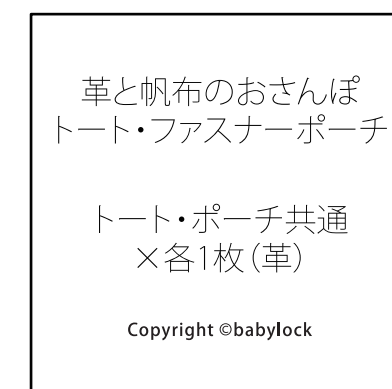 革と帆布のおさんぽ
トート・ファスナーポーチ
トート・ポーチ共通
×各1枚(革)
Copyright ©babylock